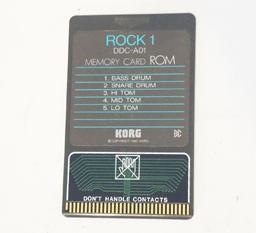 ROCK 1
DDC-A01
MEMORY CARD ROM
1. BASS DRUM
2. SNARE DRUM
3. HI TOM
4. MID TOM
5. LO TOM
KORG
DON'T HANDLE CONTACTS